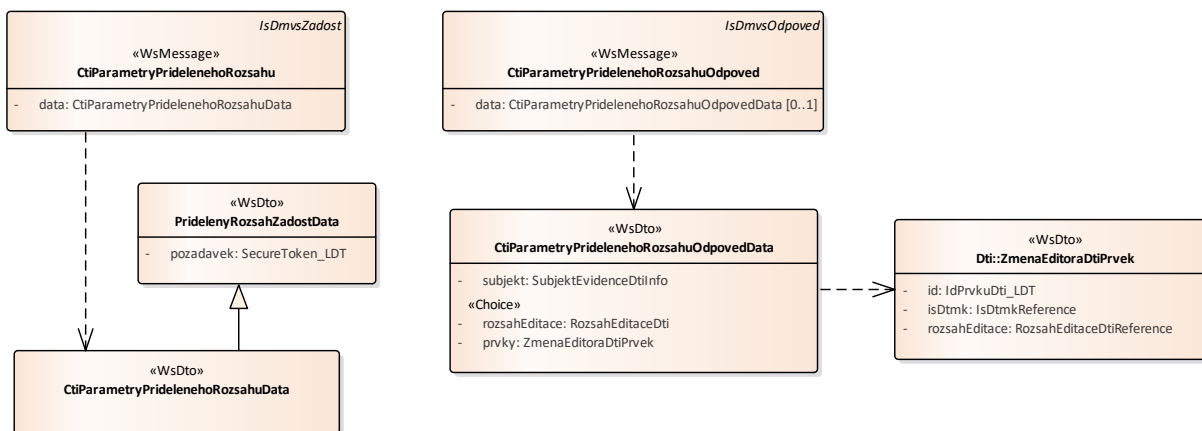 IsDmvsZadost
«WsMessage»
CtiParametryPridelenehoRozsahu
- data: CtiParametryPridelenehoRozsahuData
IsDmvsOdpoved
«WsMessage»
CtiParametryPridelenehoRozsahuOdpoved
- data: CtiParametryPridelenehoRozsahuOdpovedData [0..1]
«WsDto»
PridelenyRozsahZadostData
- pozadavek: SecureToken_LDT
«WsDto»
CtiParametryPridelenehoRozsahuOdpovedData
- subjekt: SubjektEvidenceDtiInfo
«Choice»
- rozsahEditace: RozsahEditaceDti
- prvky: ZmenaEditoraDtiPrvek
«WsDto»
Dti::ZmenaEditoraDtiPrvek
- id: IdPrvkuDti_LDT
- isDtmk: IsDtmkReference
- rozsahEditace: RozsahEditaceDtiReference
«WsDto»
CtiParametryPridelenehoRozsahuData